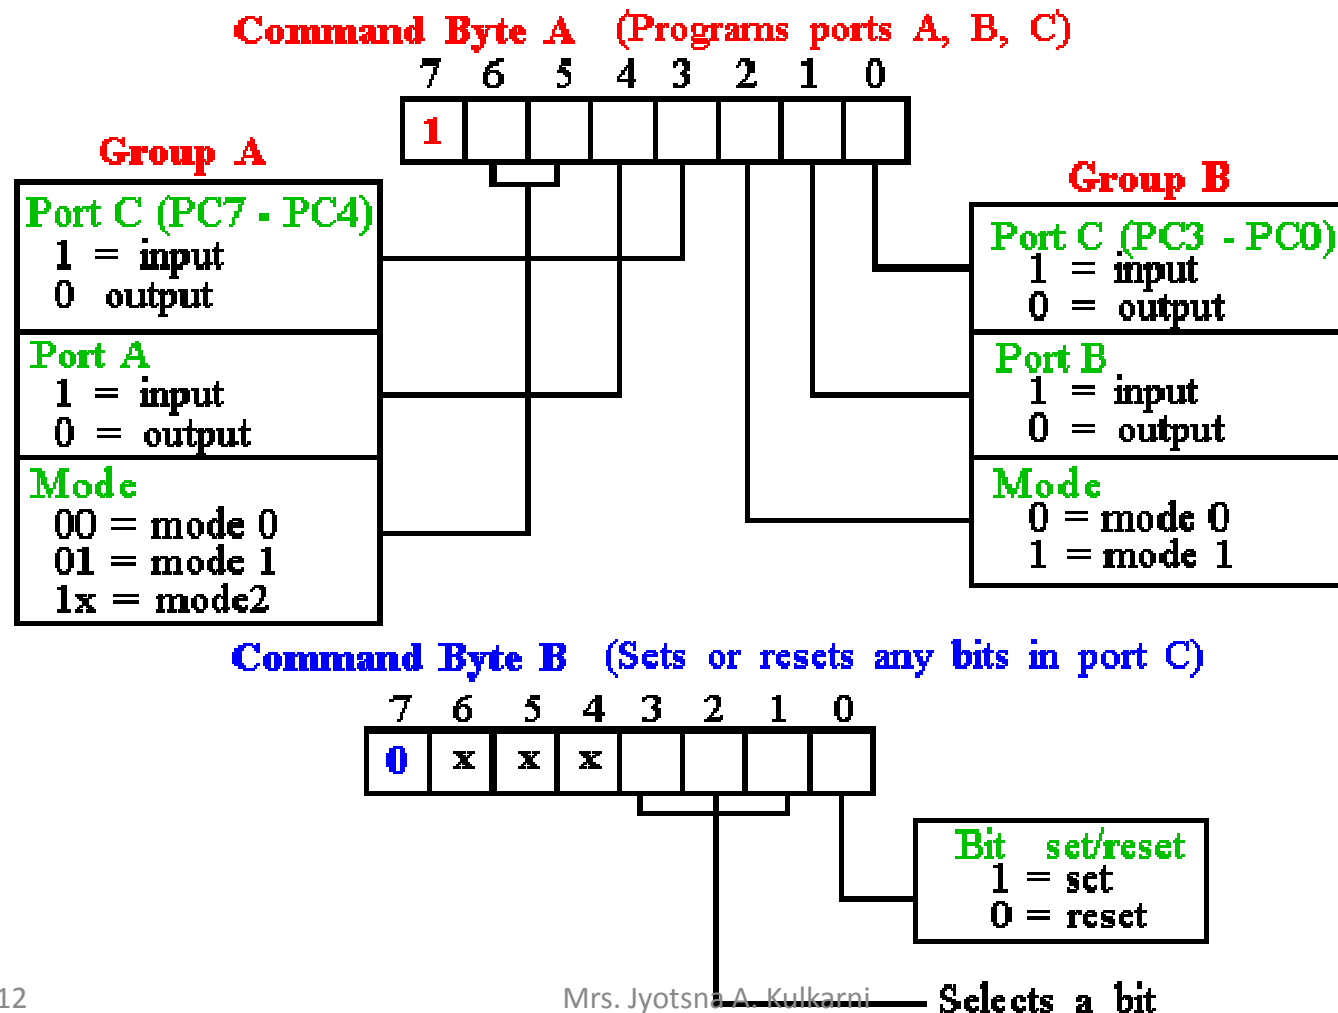 Command Byte A (Programs ports A, B, C)
7 6 5 4 3 2 1 0
1
Group A
Port C (PC7 - PC4)
1 = input
0 output
Port A
1 = input
0 = output
Mode
00 = mode 0
01 = mode 1
1x = mode2
Group B
Port C (PC3 - PC0)
1 = input
0 = output
Port B
1 = input
0 = output
Mode
0 = mode 0
1 = mode 1
Command Byte B (Sets or resets any bits in port C)
7 6 5 4 3 2 1 0
0 x x x
Bit set/reset
1 = set
0 = reset
Selects a bit
12
Mrs. Jyotsna A. Kulkarni